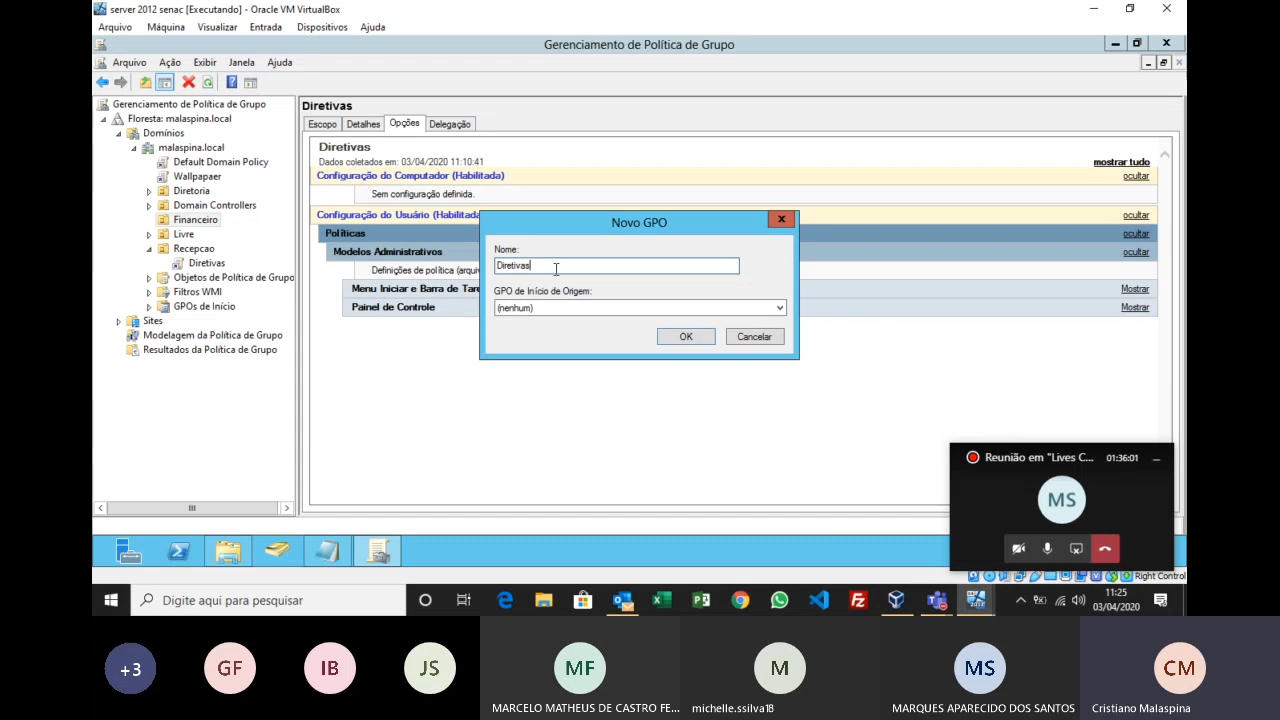 server 2012 senac [Executando] - Oracle VM VirtualBox
Arquivo Máquina Visualizar Entrada Dispositivos Ajuda
Gerenciamento de Política de Grupo
Arquivo Ação Exibir Janela Ajuda
Gerenciamento de Política de Grupo
Floresta: malaspina.local
Domínios
malaspina.local
Default Domain Policy
Wallpapaer
Diretoria
Domain Controllers
Financeiro
Livre
Recepcao
Diretivas
Objetos de Política de Grupo
Filtros WMI
GPOs de Início
Sites
Modelagem da Política de Grupo
Resultados da Política de Grupo
Diretivas
Escopo Detalhes Opções Delegação
Diretivas
Dados coletados em: 03/04/2020 11:10:41 mostrar tudo
Configuração do Computador (Habilitada) ocultar
Sem configuração definida.
Configuração do Usuário (Habilitada ocultar
Políticas ocultar
Modelos Administrativos ocultar
Definições de política (arqui
Menu Iniciar e Barra de Tare Mostrar
Painel de Controle Mostrar
Novo GPO
Nome:
Diretivas
GPO de Início de Origem:
(nenhum)
OK Cancelar
Reunião em "Lives C... 01:36:01
MS
Right Control
Digite aqui para pesquisar
11:25
03/04/2020
+3 GF IB JS MF M MS CM
MARCELO MATHEUS DE CASTRO FE... michelle.ssilva18 MARQUES APARECIDO DOS SANTOS Cristiano Malaspina